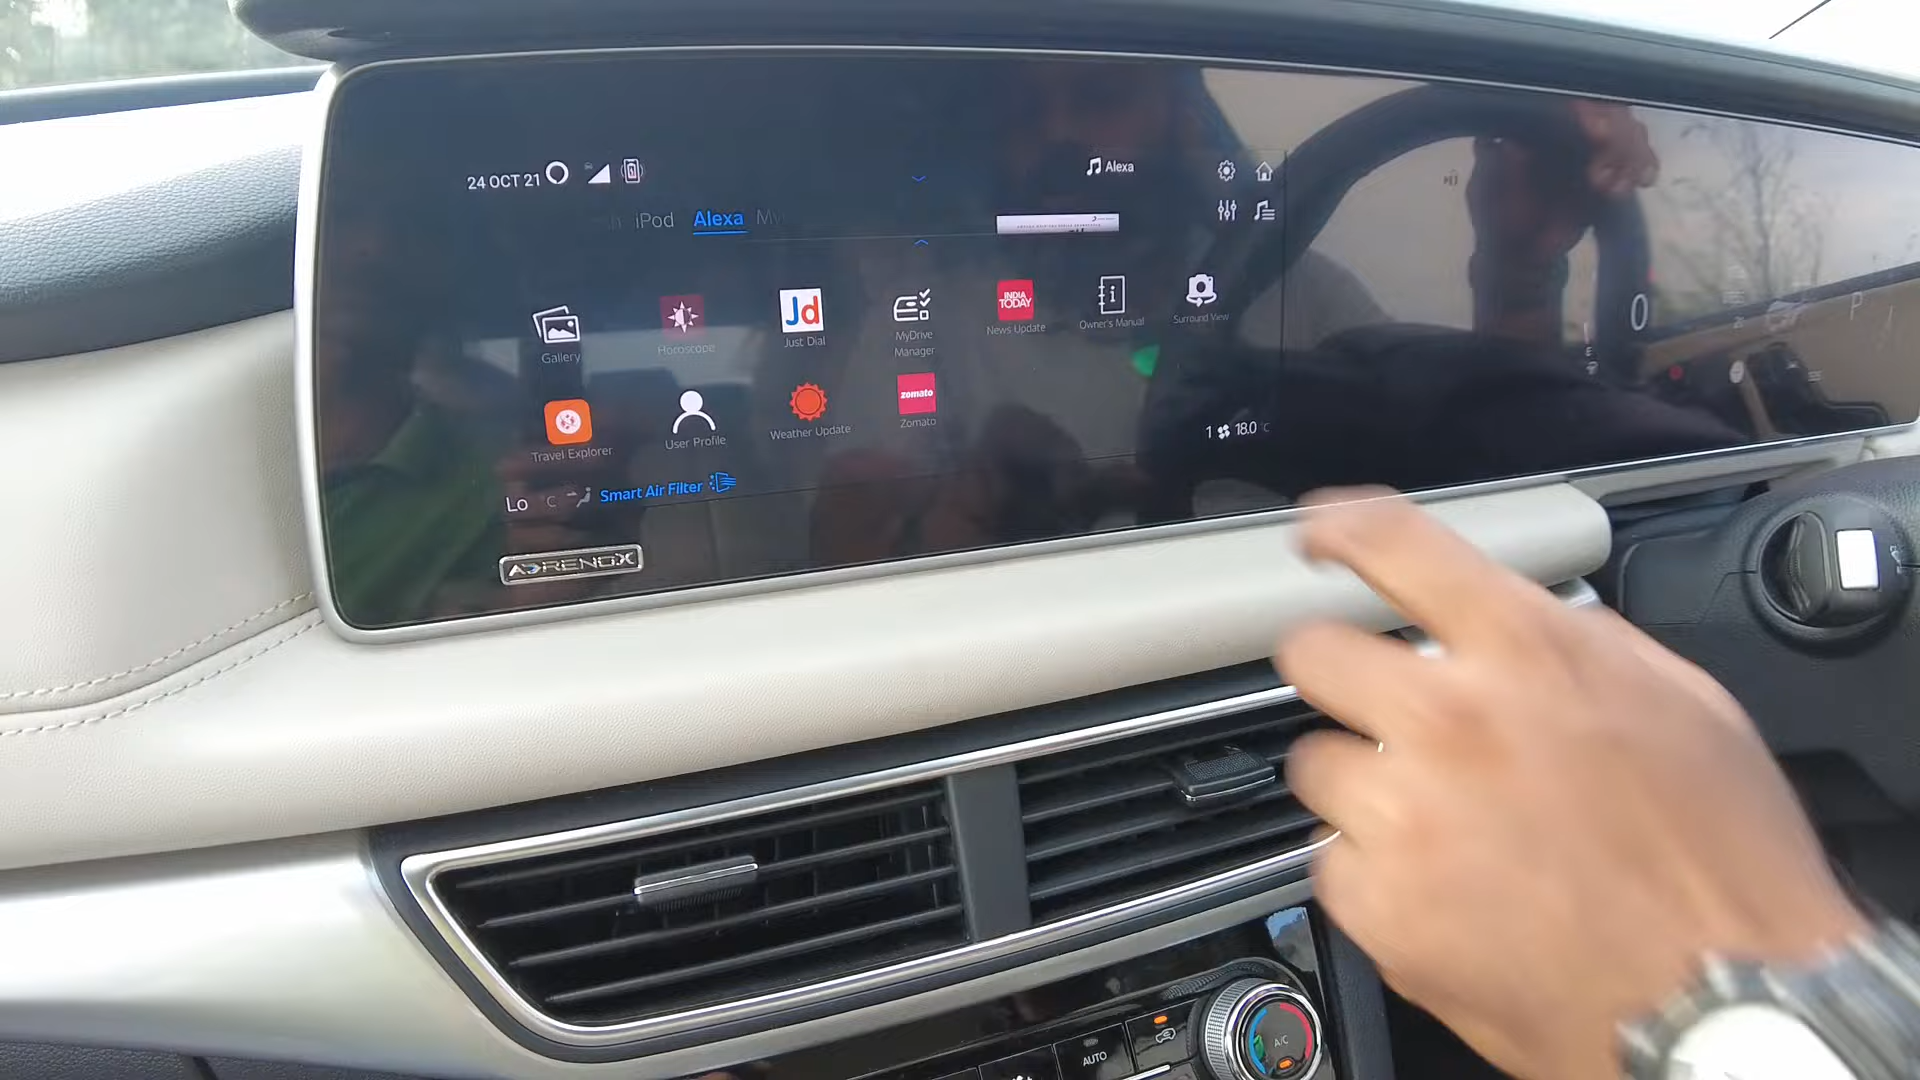 24 OCT 21
Alexa
iPod Alexa
Gallery
Horoscope
Jd
Just Dial
MyDrive
Manager
INDIA
TODAY
News Update
i
Owner's Manual
Surround View
Travel Explorer
User Profile
Weather Update
zomato
Zomato
1 18.0 °C
Lo °C Smart Air Filter
ADRENOX
0
P
E
AUTO
A/C